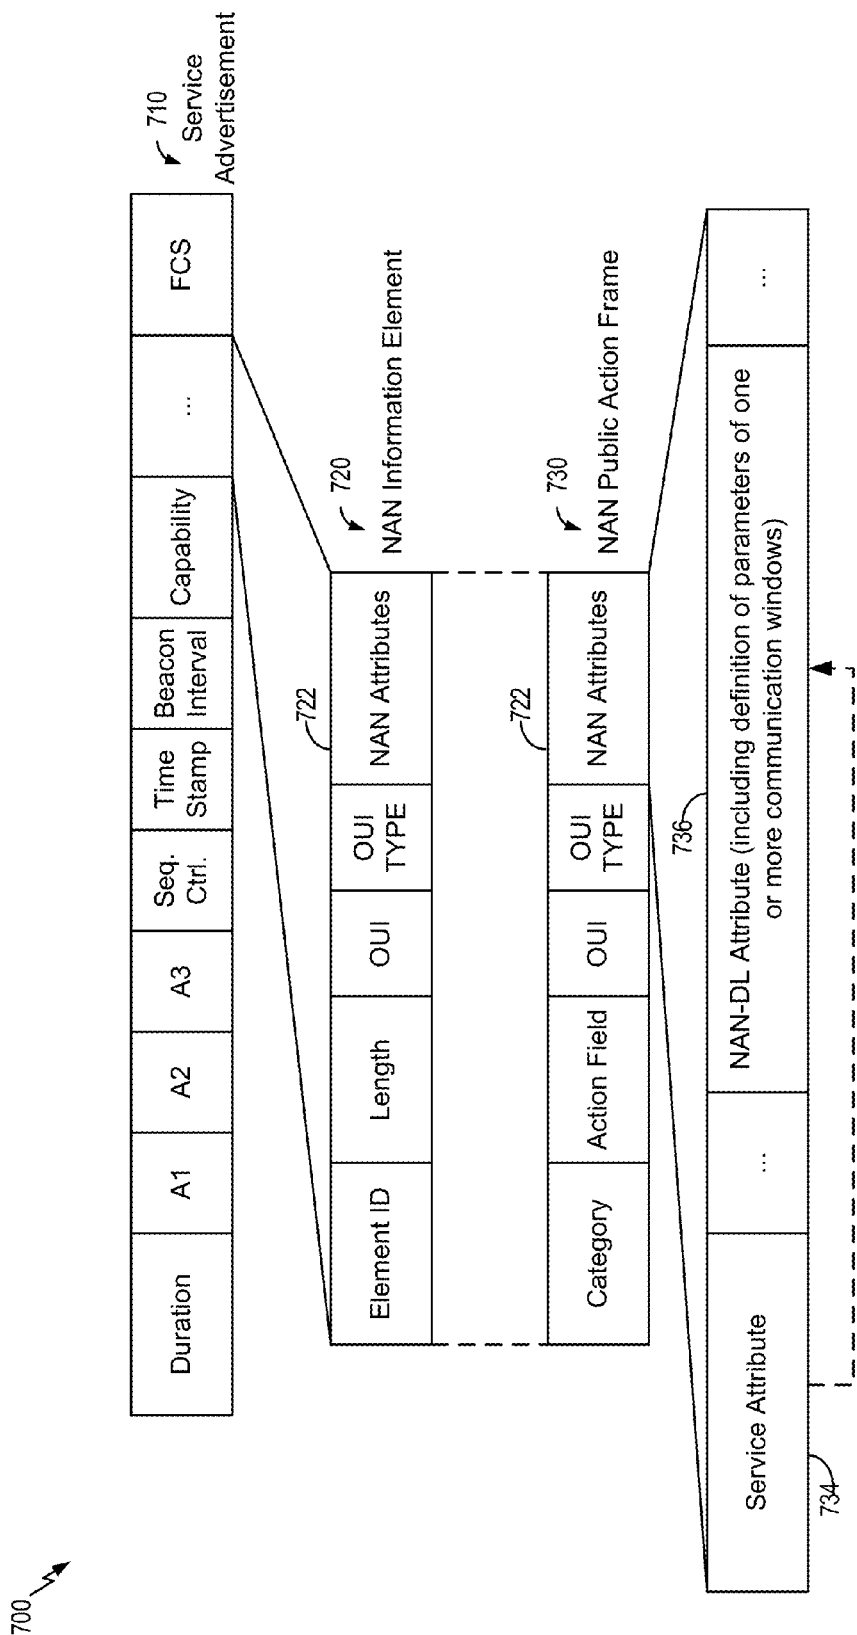 700
710
Service
Advertisement
Duration
A1
A2
A3
Seq.
Ctrl.
Time
Stamp
Beacon
Interval
Capability
...
FCS
720
NAN Information Element
722
Element ID
Length
OUI
OUI
TYPE
NAN Attributes
730
NAN Public Action Frame
722
Category
Action Field
OUI
OUI
TYPE
NAN Attributes
736
Service Attribute
...
NAN-DL Attribute (including definition of parameters of one
or more communication windows)
...
734